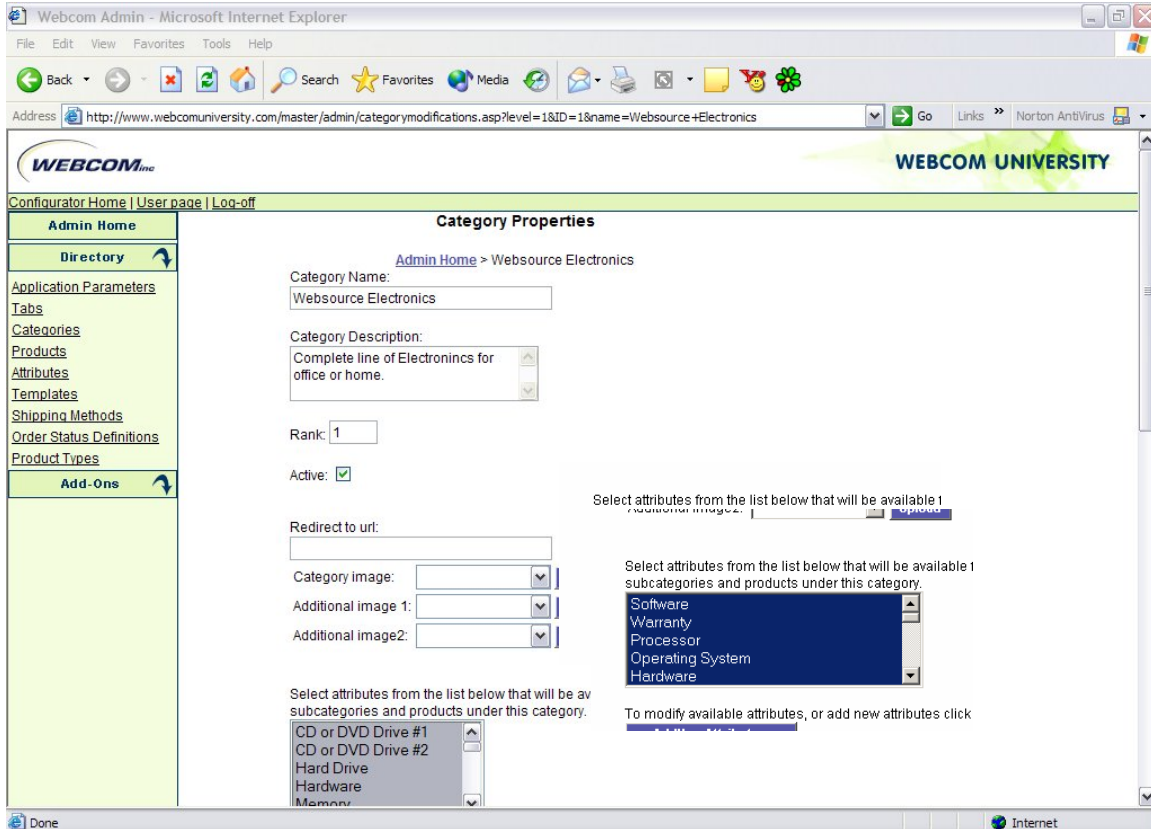 Webcom Admin - Microsoft Internet Explorer
File Edit View Favorites Tools Help
Back Search Favorites Media
Address http://www.webcomuniversity.com/master/admin/categorymodifications.asp?level=1&ID=1&name=Websource+Electronics Go Links » Norton AntiVirus
WEBCOM inc
WEBCOM UNIVERSITY
Configurator Home | User page | Log-off
Admin Home
Directory
Application Parameters
Tabs
Categories
Products
Attributes
Templates
Shipping Methods
Order Status Definitions
Product Types
Add-Ons
Category Properties
Admin Home > Websource Electronics
Category Name:
Websource Electronics
Category Description:
Complete line of Electronincs for
office or home.
Rank: 1
Active:
Redirect to url:
Category image:
Additional image 1:
Additional image2:
Select attributes from the list below that will be av
subcategories and products under this category.
CD or DVD Drive #1
CD or DVD Drive #2
Hard Drive
Hardware
Memory
Select attributes from the list below that will be available
Additional image2: Upload
Select attributes from the list below that will be available
subcategories and products under this category.
Software
Warranty
Processor
Operating System
Hardware
To modify available attributes, or add new attributes click
Done
Internet